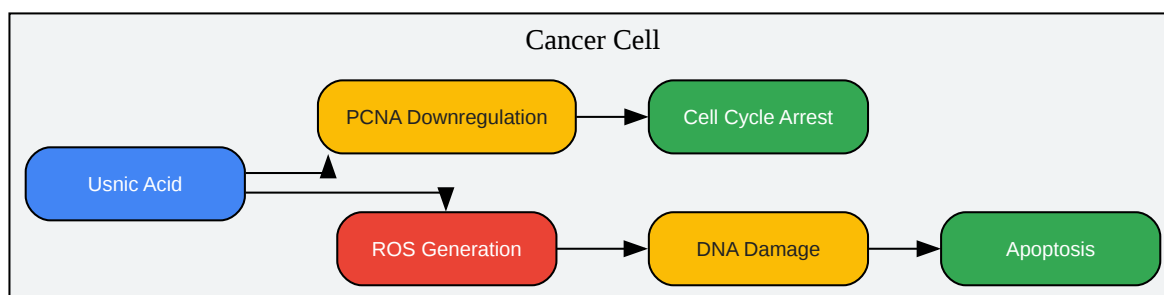 Cancer Cell
PCNA Downregulation
Cell Cycle Arrest
Usnic Acid
ROS Generation
DNA Damage
Apoptosis